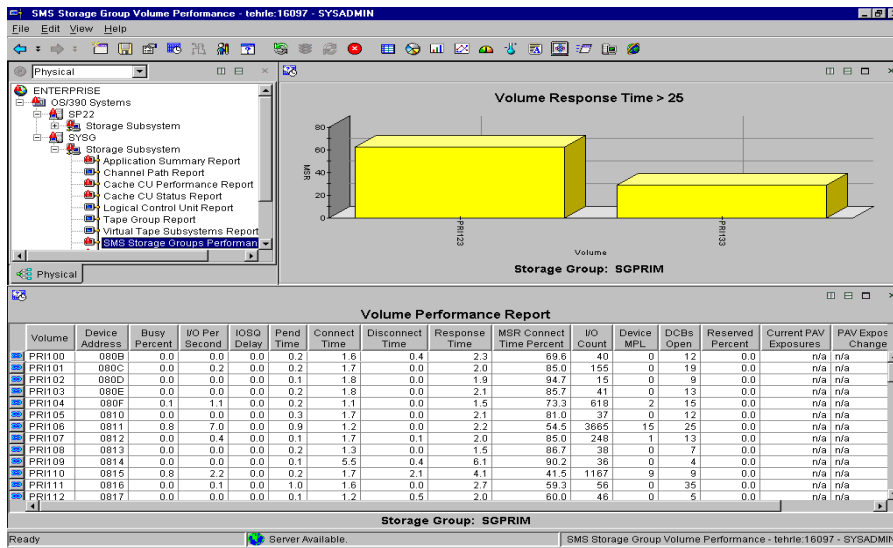 SMS Storage Group Volume Performance - tehrle:16097 - SYSADMIN
File Edit View Help
Physical
ENTERPRISE
OS/390 Systems
SP22
Storage Subsystem
SYSG
Storage Subsystem
Application Summary Report
Channel Path Report
Cache CU Performance Report
Cache CU Status Report
Logical Control Unit Report
Tape Group Report
Virtual Tape Subsystems Report
SMS Storage Groups Performan
Physical
Volume Response Time > 25
80
60
40
20
0
MSR
PRI123
PRI133
Volume
Storage Group: SGPRIM
Volume Performance Report
Volume Device Address Busy Percent I/O Per Second IOSQ Delay Pend Time Connect Time Disconnect Time Response Time MSR Connect Time Percent I/O Count Device MPL DCBs Open Reserved Percent Current PAV Exposures PAV Expos Change
PRI100 080B 0.0 0.0 0.0 0.2 1.6 0.4 2.3 69.6 40 0 12 0.0 n/a n/a
PRI101 080C 0.0 0.2 0.0 0.2 1.7 0.0 2.0 85.0 155 0 19 0.0 n/a n/a
PRI102 080D 0.0 0.0 0.0 0.1 1.8 0.0 1.9 94.7 15 0 9 0.0 n/a n/a
PRI103 080E 0.0 0.0 0.0 0.2 1.8 0.0 2.1 85.7 41 0 13 0.0 n/a n/a
PRI104 080F 0.1 1.1 0.0 0.2 1.1 0.0 1.5 73.3 618 2 15 0.0 n/a n/a
PRI105 0810 0.0 0.0 0.0 0.3 1.7 0.0 2.1 81.0 37 0 12 0.0 n/a n/a
PRI106 0811 0.8 7.0 0.0 0.9 1.2 0.0 2.2 54.5 3665 15 25 0.0 n/a n/a
PRI107 0812 0.0 0.4 0.0 0.1 1.7 0.1 2.0 85.0 248 1 13 0.0 n/a n/a
PRI108 0813 0.0 0.0 0.0 0.2 1.3 0.0 1.5 86.7 38 0 7 0.0 n/a n/a
PRI109 0814 0.0 0.0 0.0 0.1 5.5 0.4 6.1 90.2 36 0 4 0.0 n/a n/a
PRI110 0815 0.8 2.2 0.0 0.2 1.7 2.1 4.1 41.5 1167 9 9 0.0 n/a n/a
PRI111 0816 0.0 0.1 0.0 1.0 1.6 0.0 2.7 59.3 56 0 35 0.0 n/a n/a
PRI112 0817 0.0 0.0 0.0 0.1 1.2 0.5 2.0 60.0 46 0 5 0.0 n/a n/a
Storage Group: SGPRIM
Ready Server Available. SMS Storage Group Volume Performance - tehrle:16097 - SYSADMIN